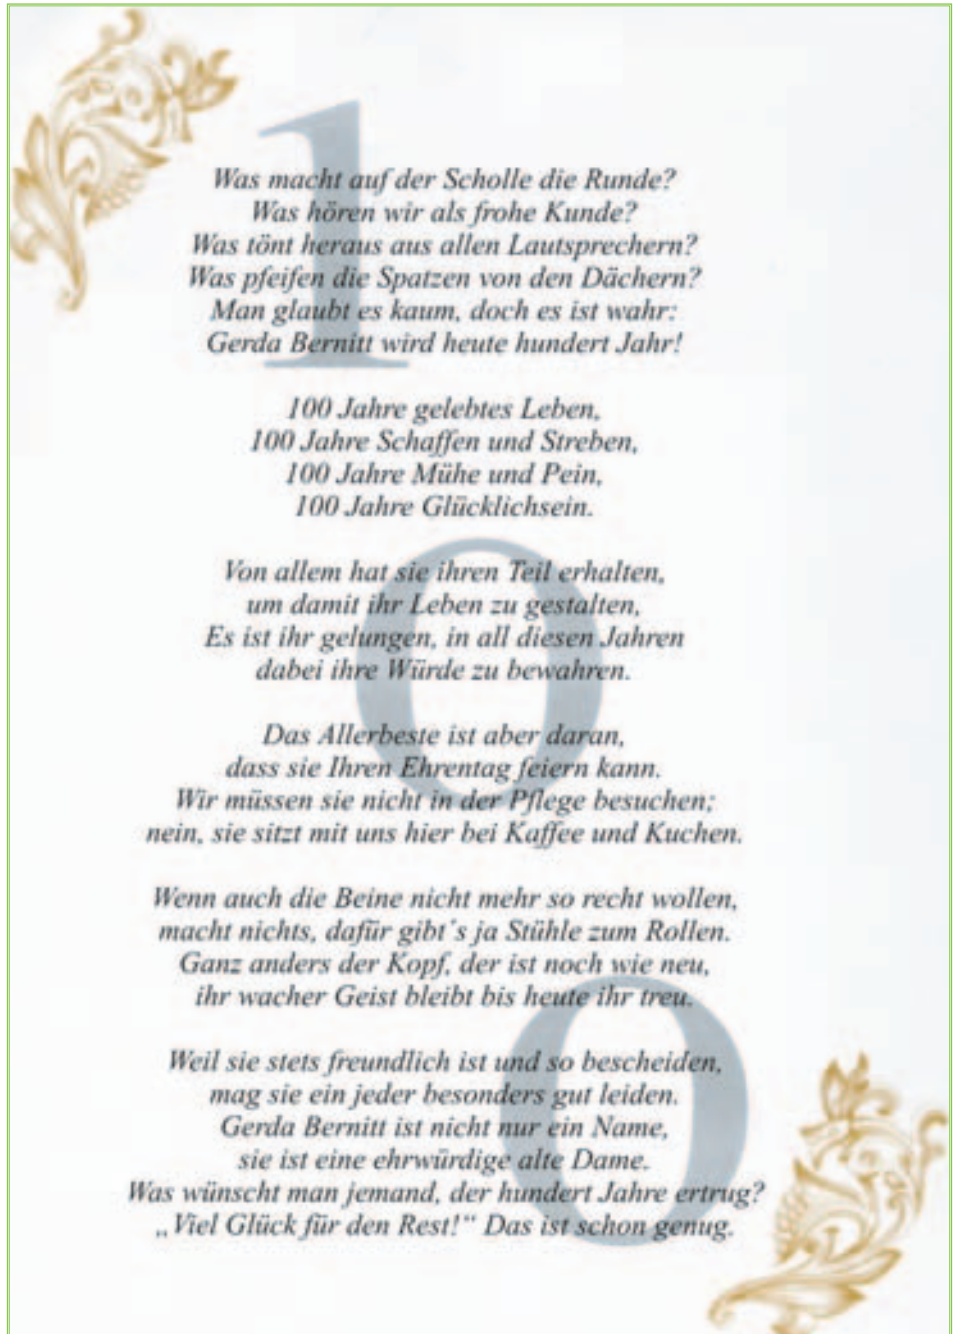 Was macht auf der Scholle die Runde?
Was hören wir als frohe Kunde?
Was tönt heraus aus allen Lautsprechern?
Was pfeifen die Spatzen von den Dächern?
Man glaubt es kaum, doch es ist wahr:
Gerda Bernitt wird heute hundert Jahr!
100 Jahre gelebtes Leben,
100 Jahre Schaffen und Streben,
100 Jahre Mühe und Pein,
100 Jahre Glücklichsein.
Von allem hat sie ihren Teil erhalten,
um damit ihr Leben zu gestalten,
Es ist ihr gelungen, in all diesen Jahren
dabei ihre Würde zu bewahren.
Das Allerbeste ist aber daran,
dass sie Ihren Ehrentag feiern kann.
Wir müssen sie nicht in der Pflege besuchen;
nein, sie sitzt mit uns hier bei Kaffee und Kuchen.
Wenn auch die Beine nicht mehr so recht wollen,
macht nichts, dafür gibt´s ja Stühle zum Rollen.
Ganz anders der Kopf, der ist noch wie neu,
ihr wacher Geist bleibt bis heute ihr treu.
Weil sie stets freundlich ist und so bescheiden,
mag sie ein jeder besonders gut leiden.
Gerda Bernitt ist nicht nur ein Name,
sie ist eine ehrwürdige alte Dame.
Was wünscht man jemand, der hundert Jahre ertrug?
„Viel Glück für den Rest!“ Das ist schon genug.
1
0
0